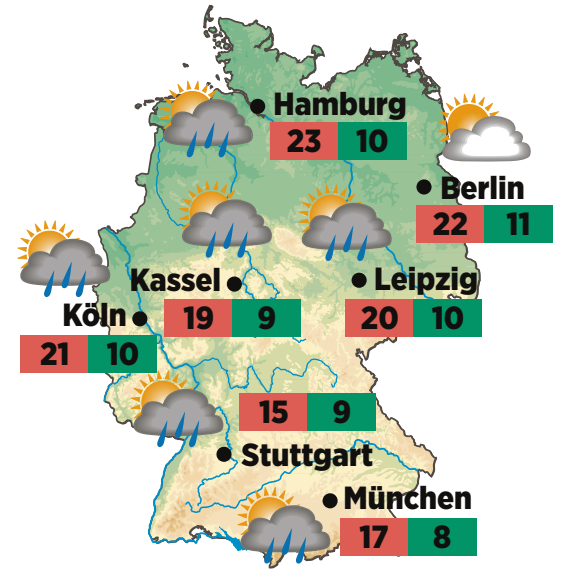 Hamburg
23 10
Berlin
22 11
Kassel
19 9
Leipzig
20 10
Köln
21 10
15 9
Stuttgart
München
17 8